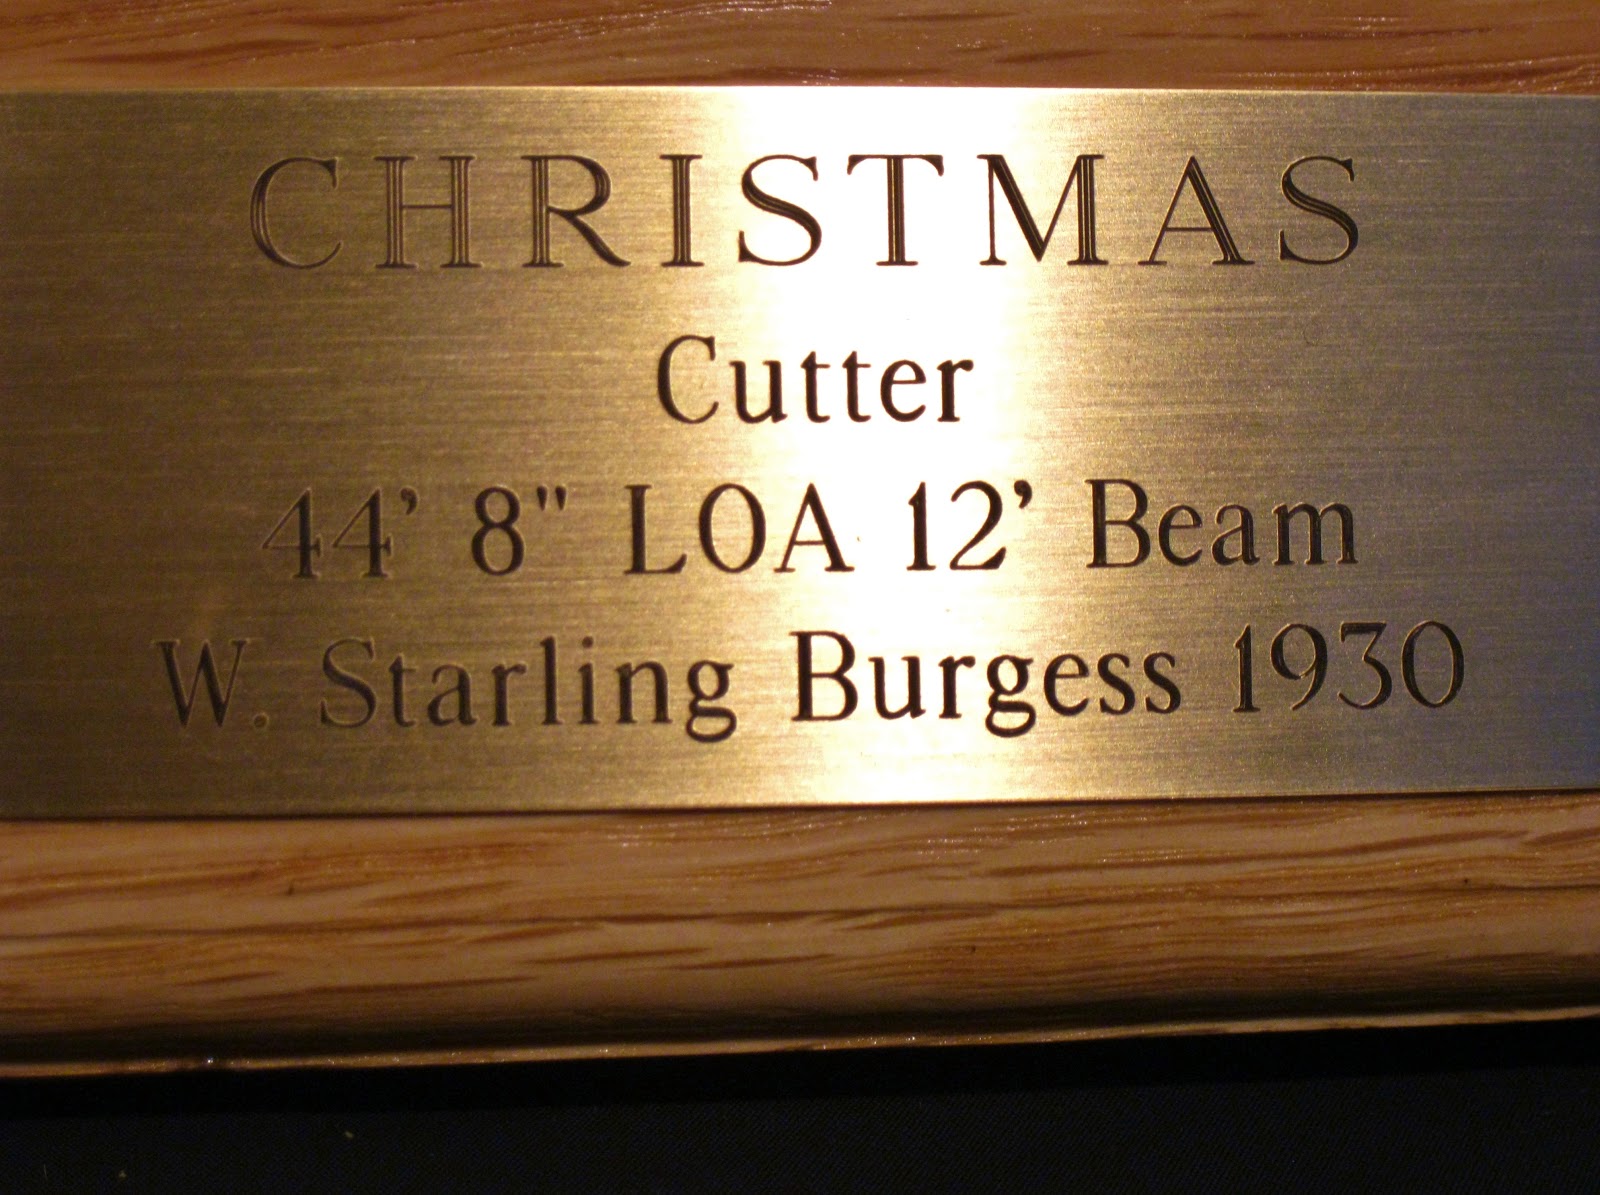 CHRISTMAS
Cutter
44’ 8" LOA 12’ Beam
W. Starling Burgess 1930